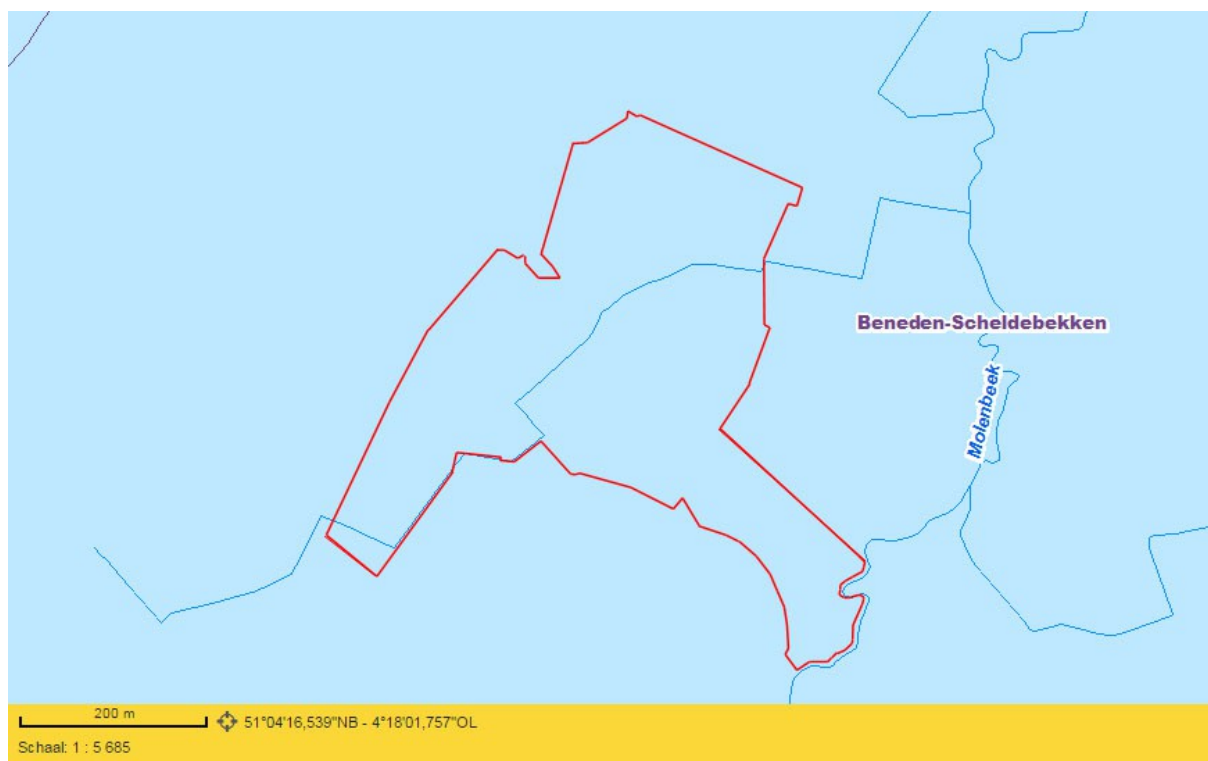 Beneden-Scheldebekken
Molenbeek
200 m
51°04'16,539"NB - 4°18'01,757"OL
Schaal: 1 : 5 685